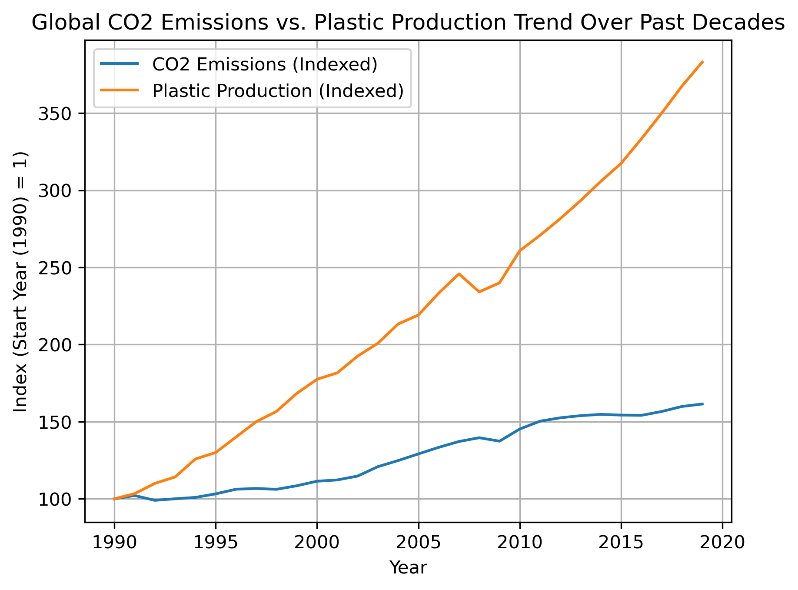 Global CO2 Emissions vs. Plastic Production Trend Over Past Decades
CO2 Emissions (Indexed)
Plastic Production (Indexed)
Index (Start Year (1990) = 1)
350
300
250
200
150
100
1990 1995 2000 2005 2010 2015 2020
Year